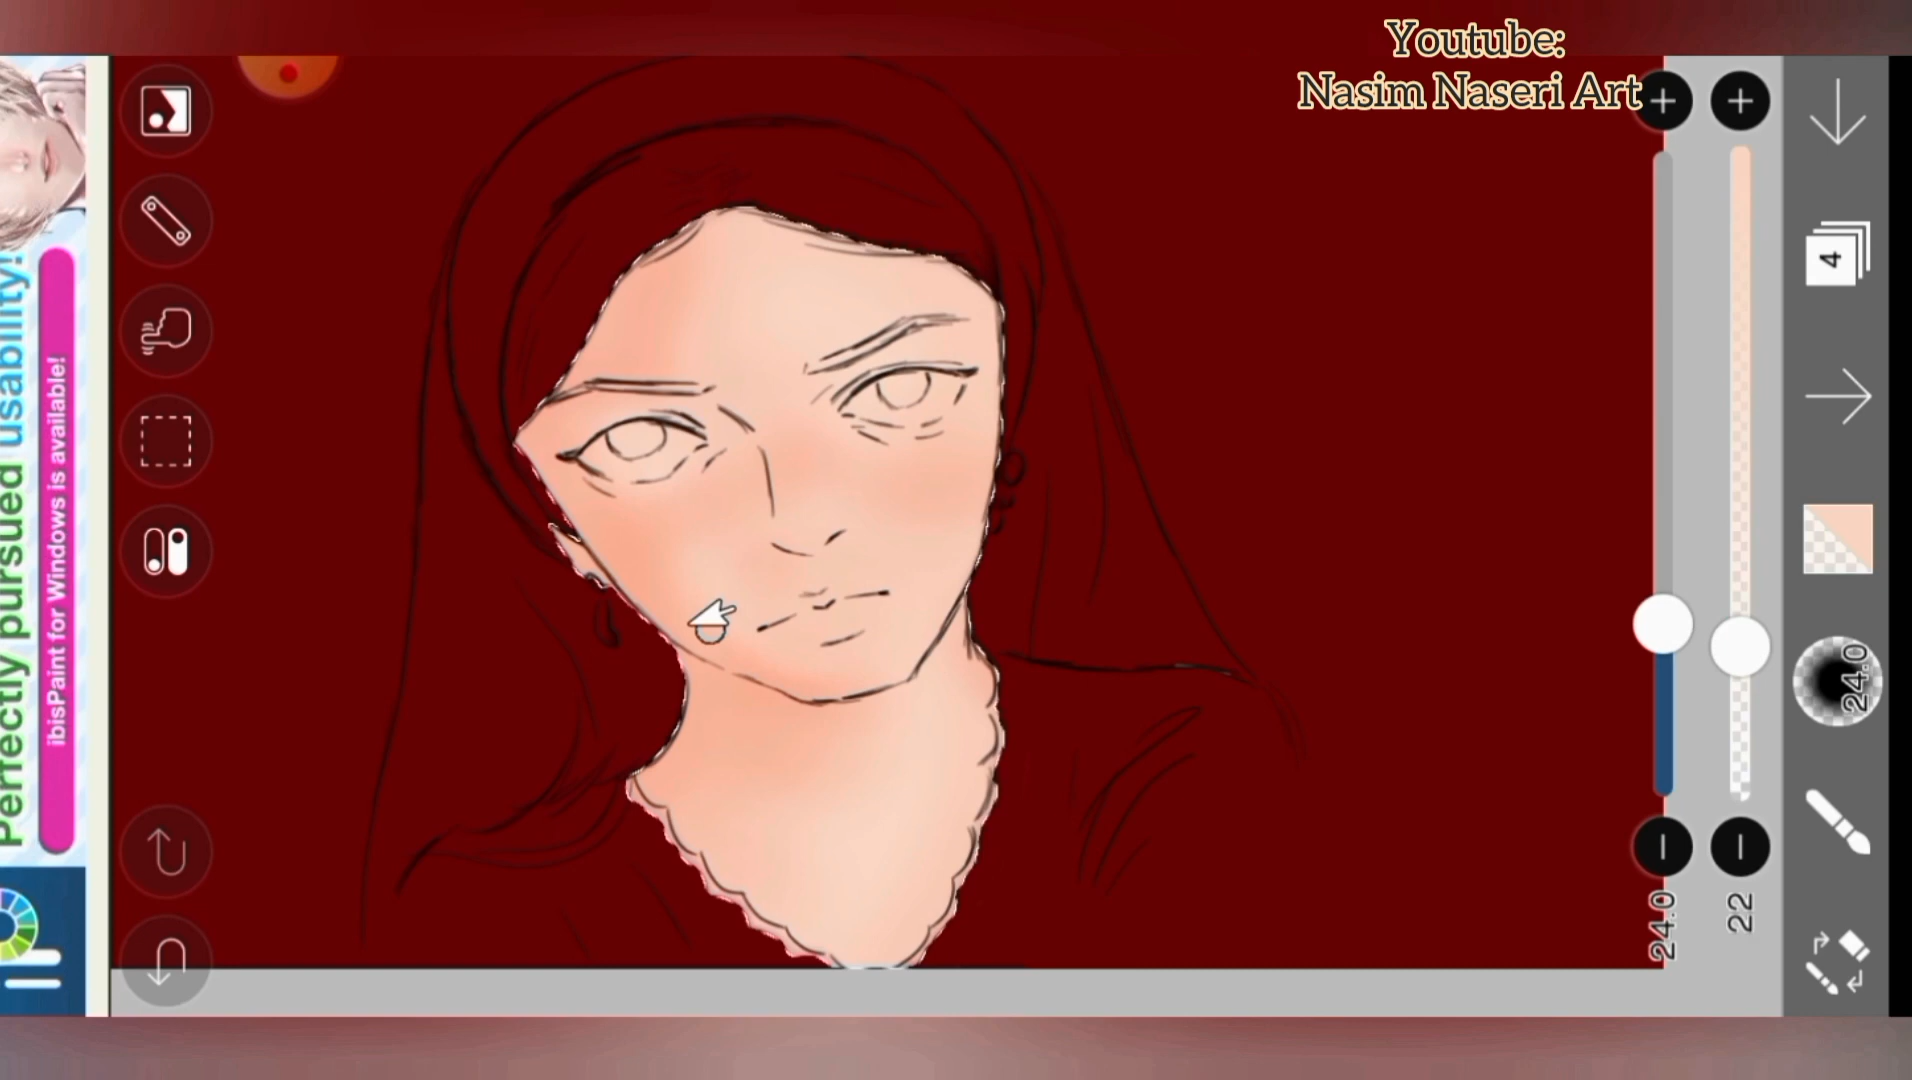 Youtube:
Nasim Naseri Art
Perfectly pursued usability!
ibisPaint for Windows is available!
4
24.0
24.0
22